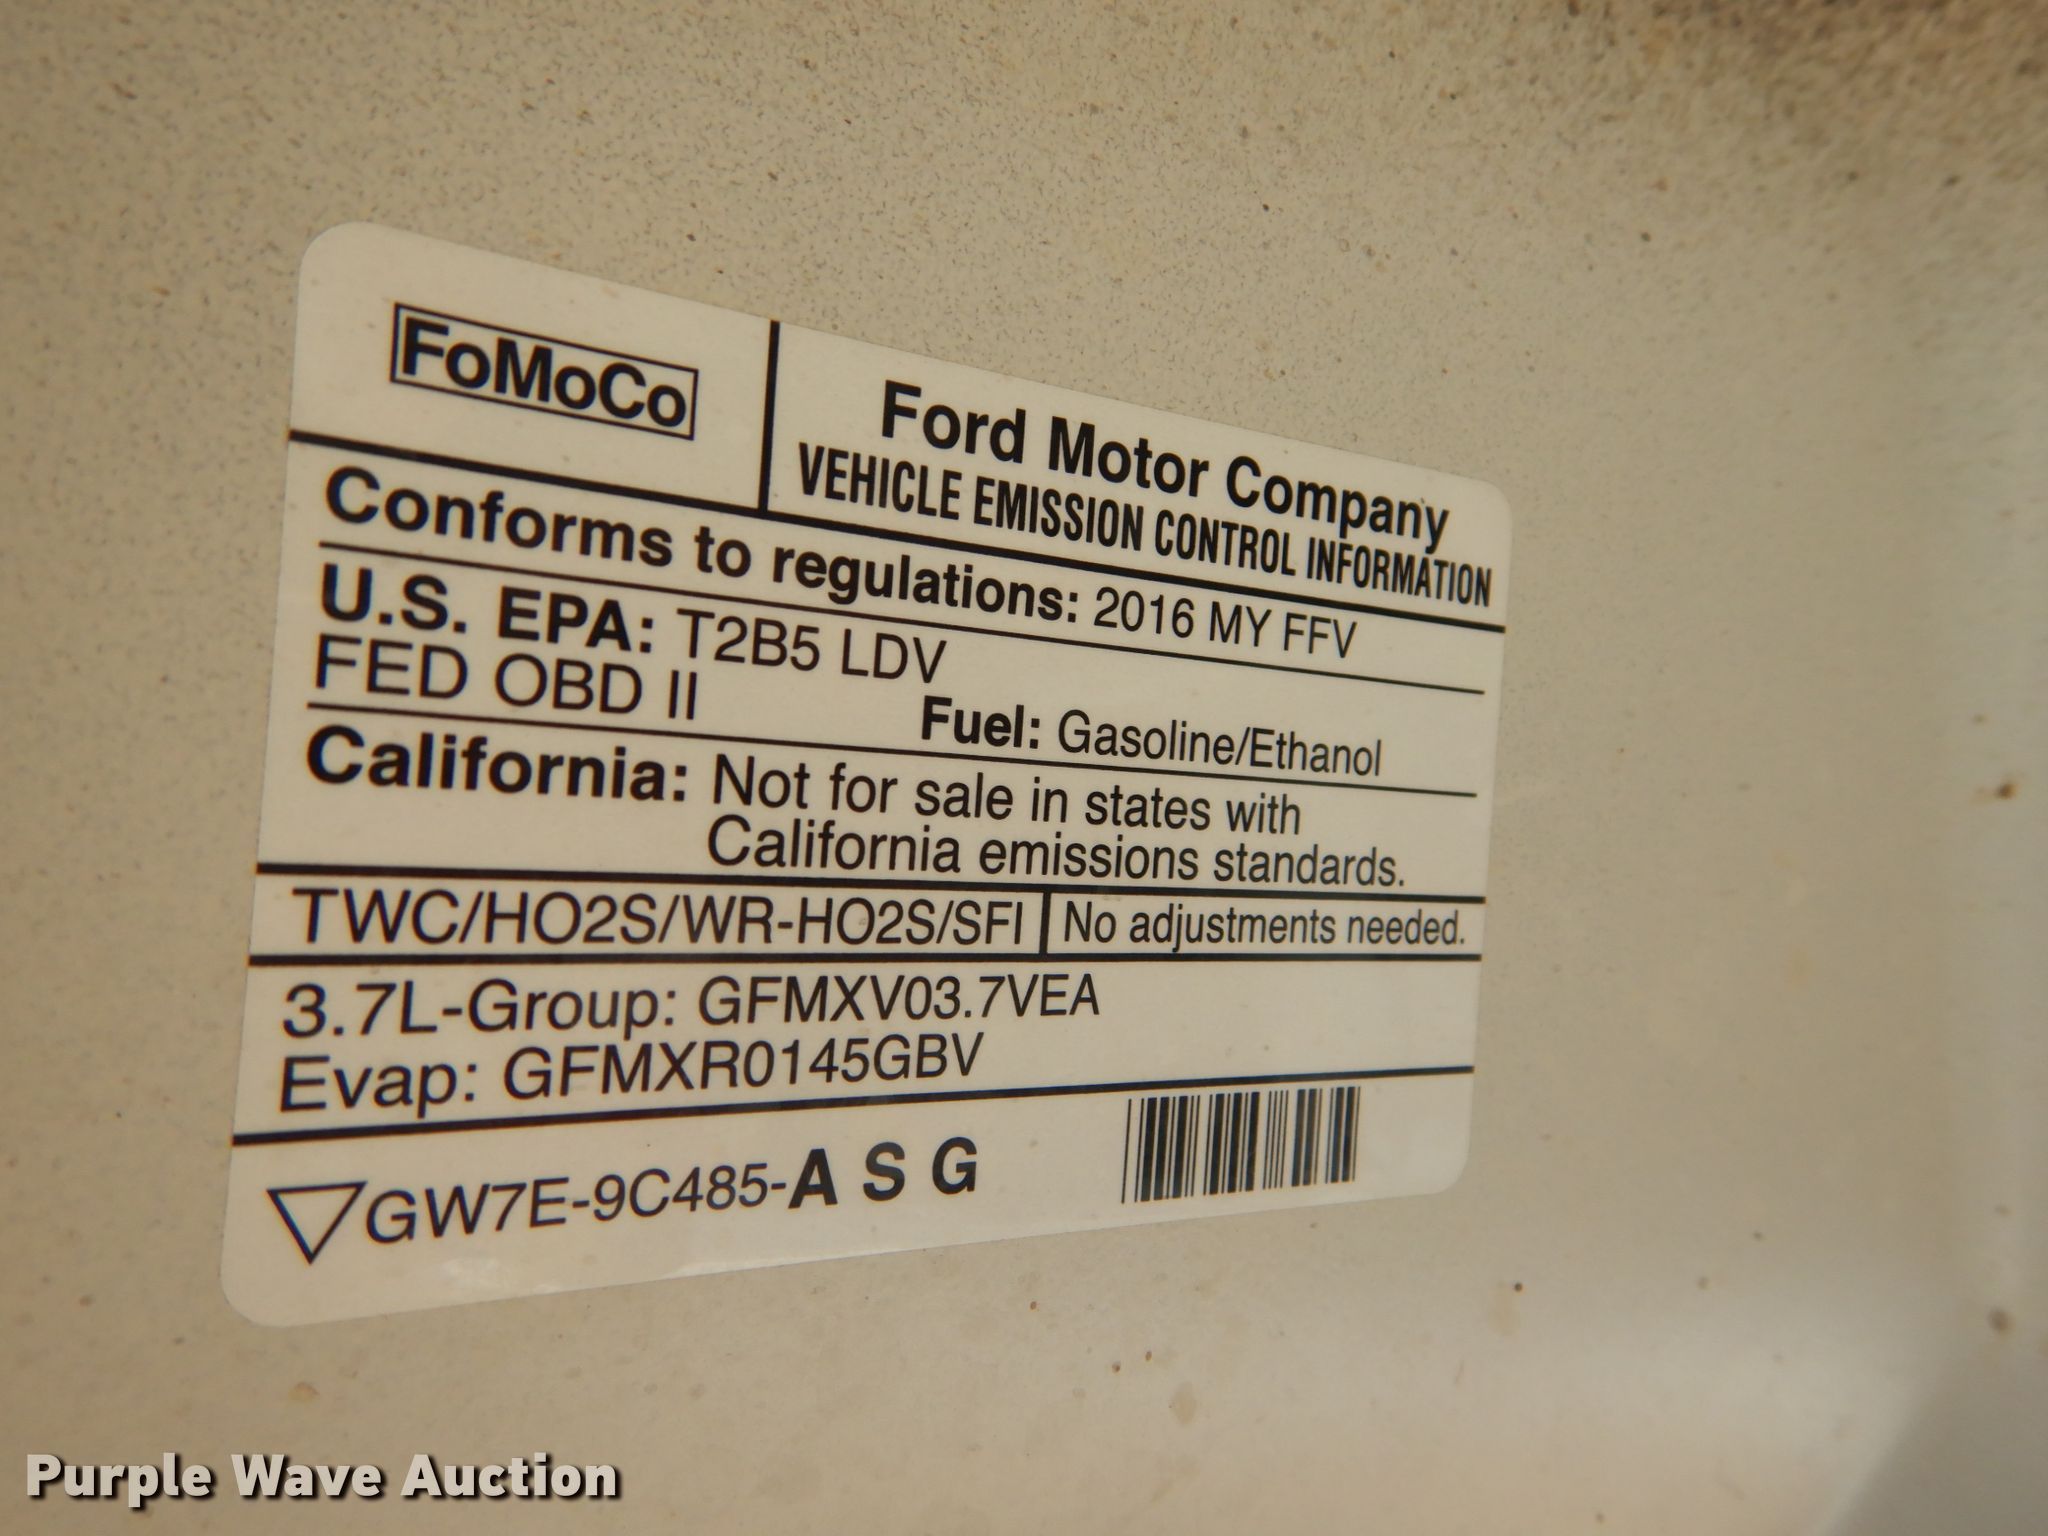 FoMoCo
Ford Motor Company
VEHICLE EMISSION CONTROL INFORMATION
Conforms to regulations: 2016 MY FFV
U.S. EPA: T2B5 LDV
FED OBD II
Fuel: Gasoline/Ethanol
California: Not for sale in states with
California emissions standards.
TWC/HO2S/WR-HO2S/SFI
No adjustments needed.
3.7L-Group: GFMXV03.7VEA
Evap: GFMXR0145GBV
GW7E-9C485-A S G
Purple Wave Auction